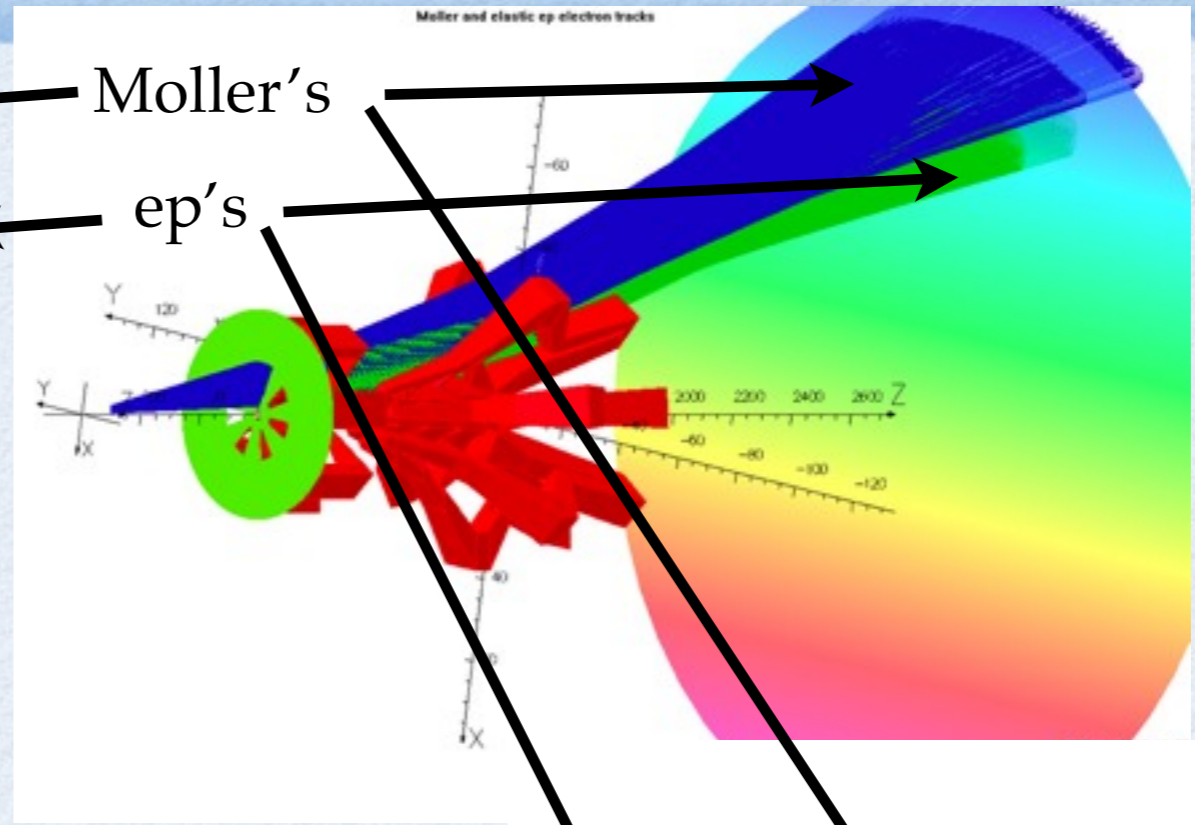 Moller and elastic ep electron tracks
Moller's
ep's
-60
Y
120
Y
X
2000 2200 2400 2600 Z
-60
-80
-100
-120
40
X